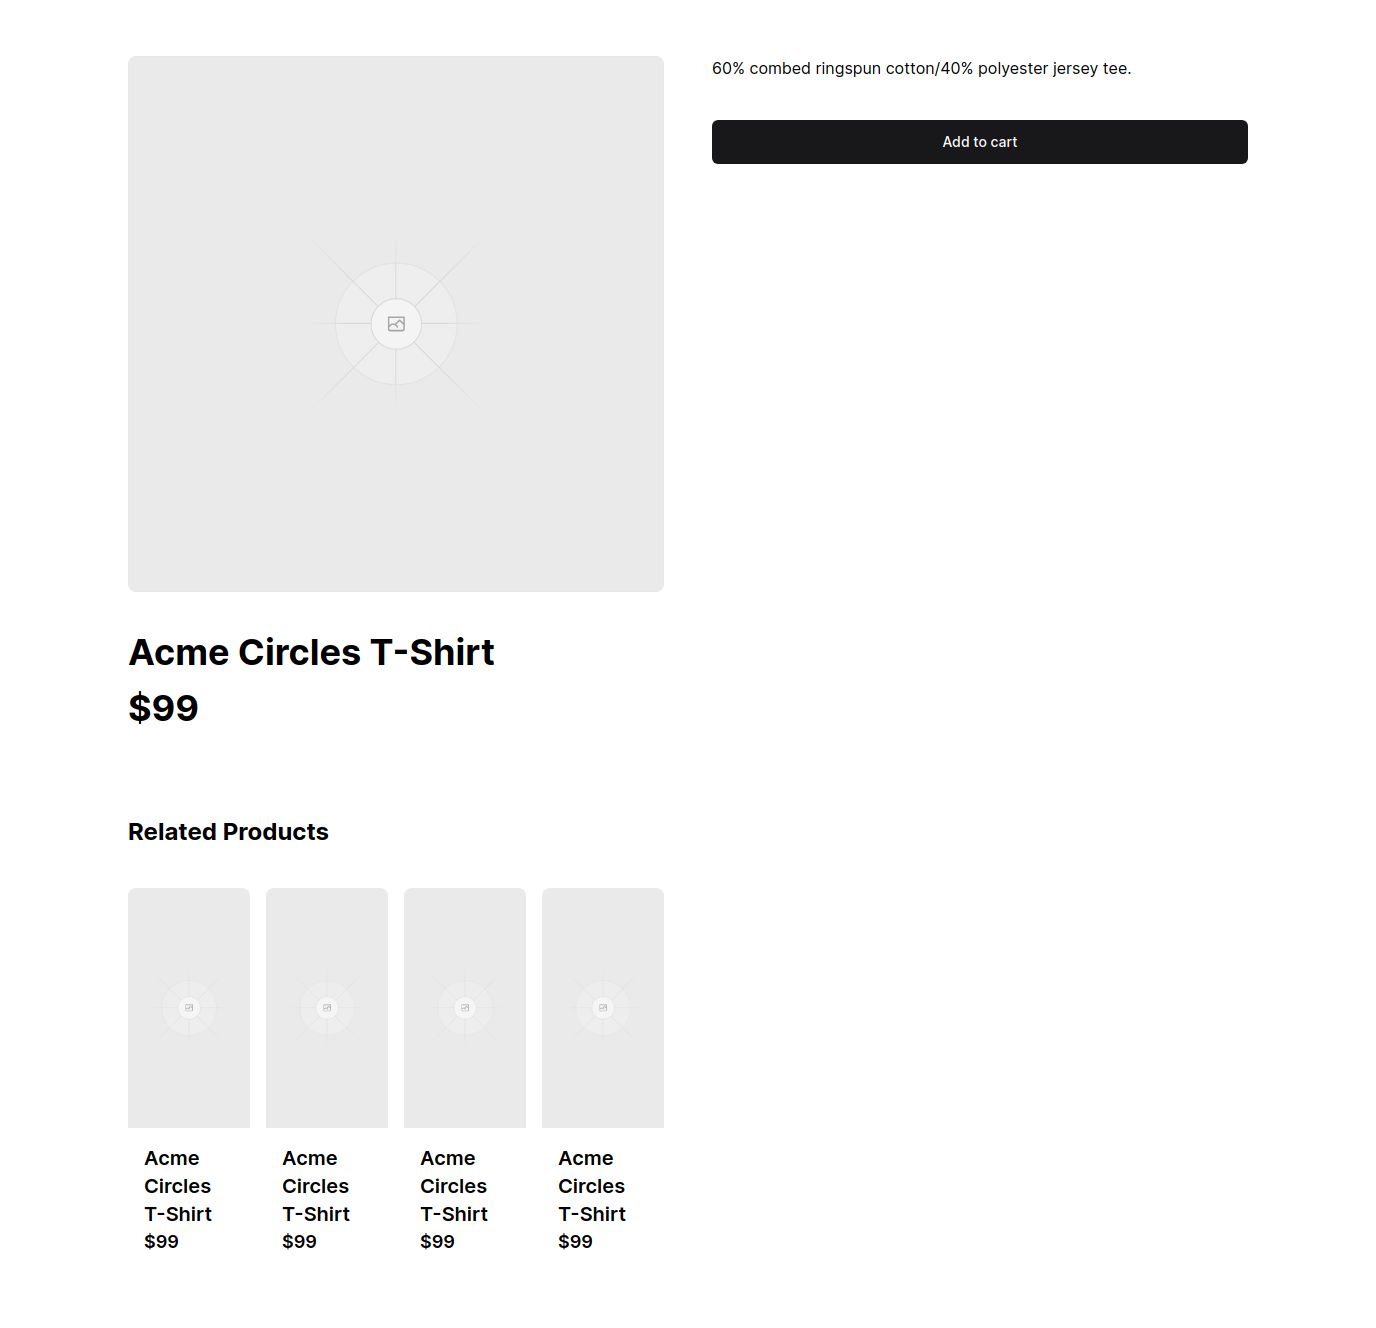 60% combed ringspun cotton/40% polyester jersey tee.
Add to cart
Acme Circles T-Shirt
$99
Related Products
Acme
Circles
T-Shirt
$99
Acme
Circles
T-Shirt
$99
Acme
Circles
T-Shirt
$99
Acme
Circles
T-Shirt
$99